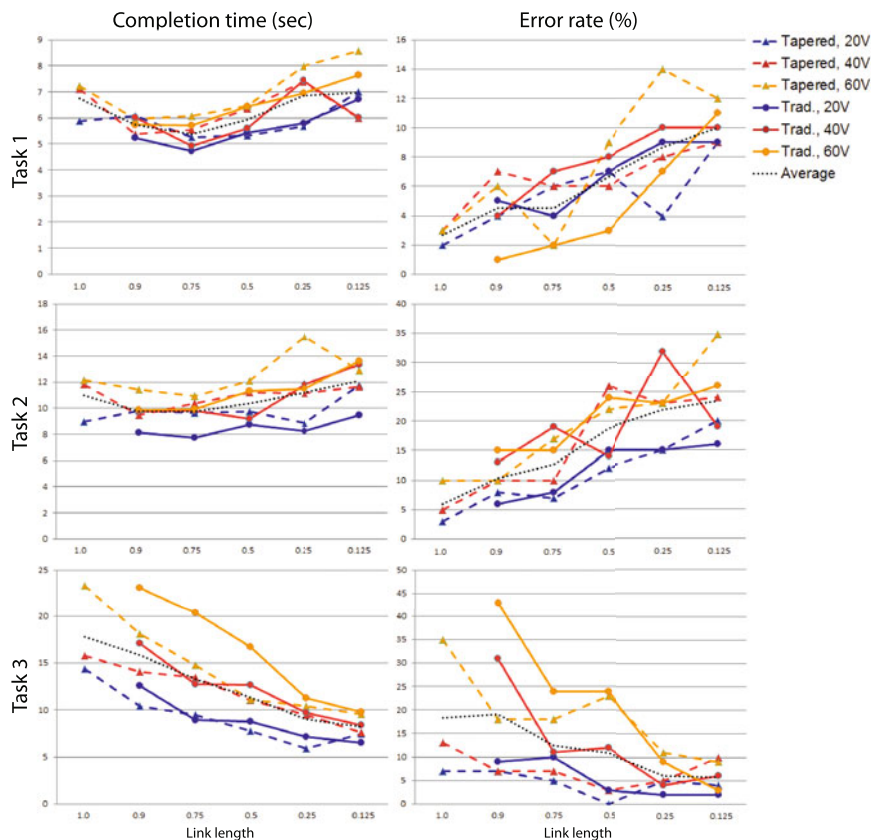 Completion time (sec)
Error rate (%)
Tapered, 20V
Tapered, 40V
Tapered, 60V
Trad., 20V
Trad., 40V
Trad., 60V
Average
Task 1
9
8
7
6
5
4
3
2
1
0
1.0 0.9 0.75 0.5 0.25 0.125
16
14
12
10
8
6
4
2
0
1.0 0.9 0.75 0.5 0.25 0.125
Task 2
18
16
14
12
10
8
6
4
2
0
1.0 0.9 0.75 0.5 0.25 0.125
40
35
30
25
20
15
10
5
0
1.0 0.9 0.75 0.5 0.25 0.125
Task 3
25
20
15
10
5
0
1.0 0.9 0.75 0.5 0.25 0.125
Link length
50
45
40
35
30
25
20
15
10
5
0
1.0 0.9 0.75 0.5 0.25 0.125
Link length